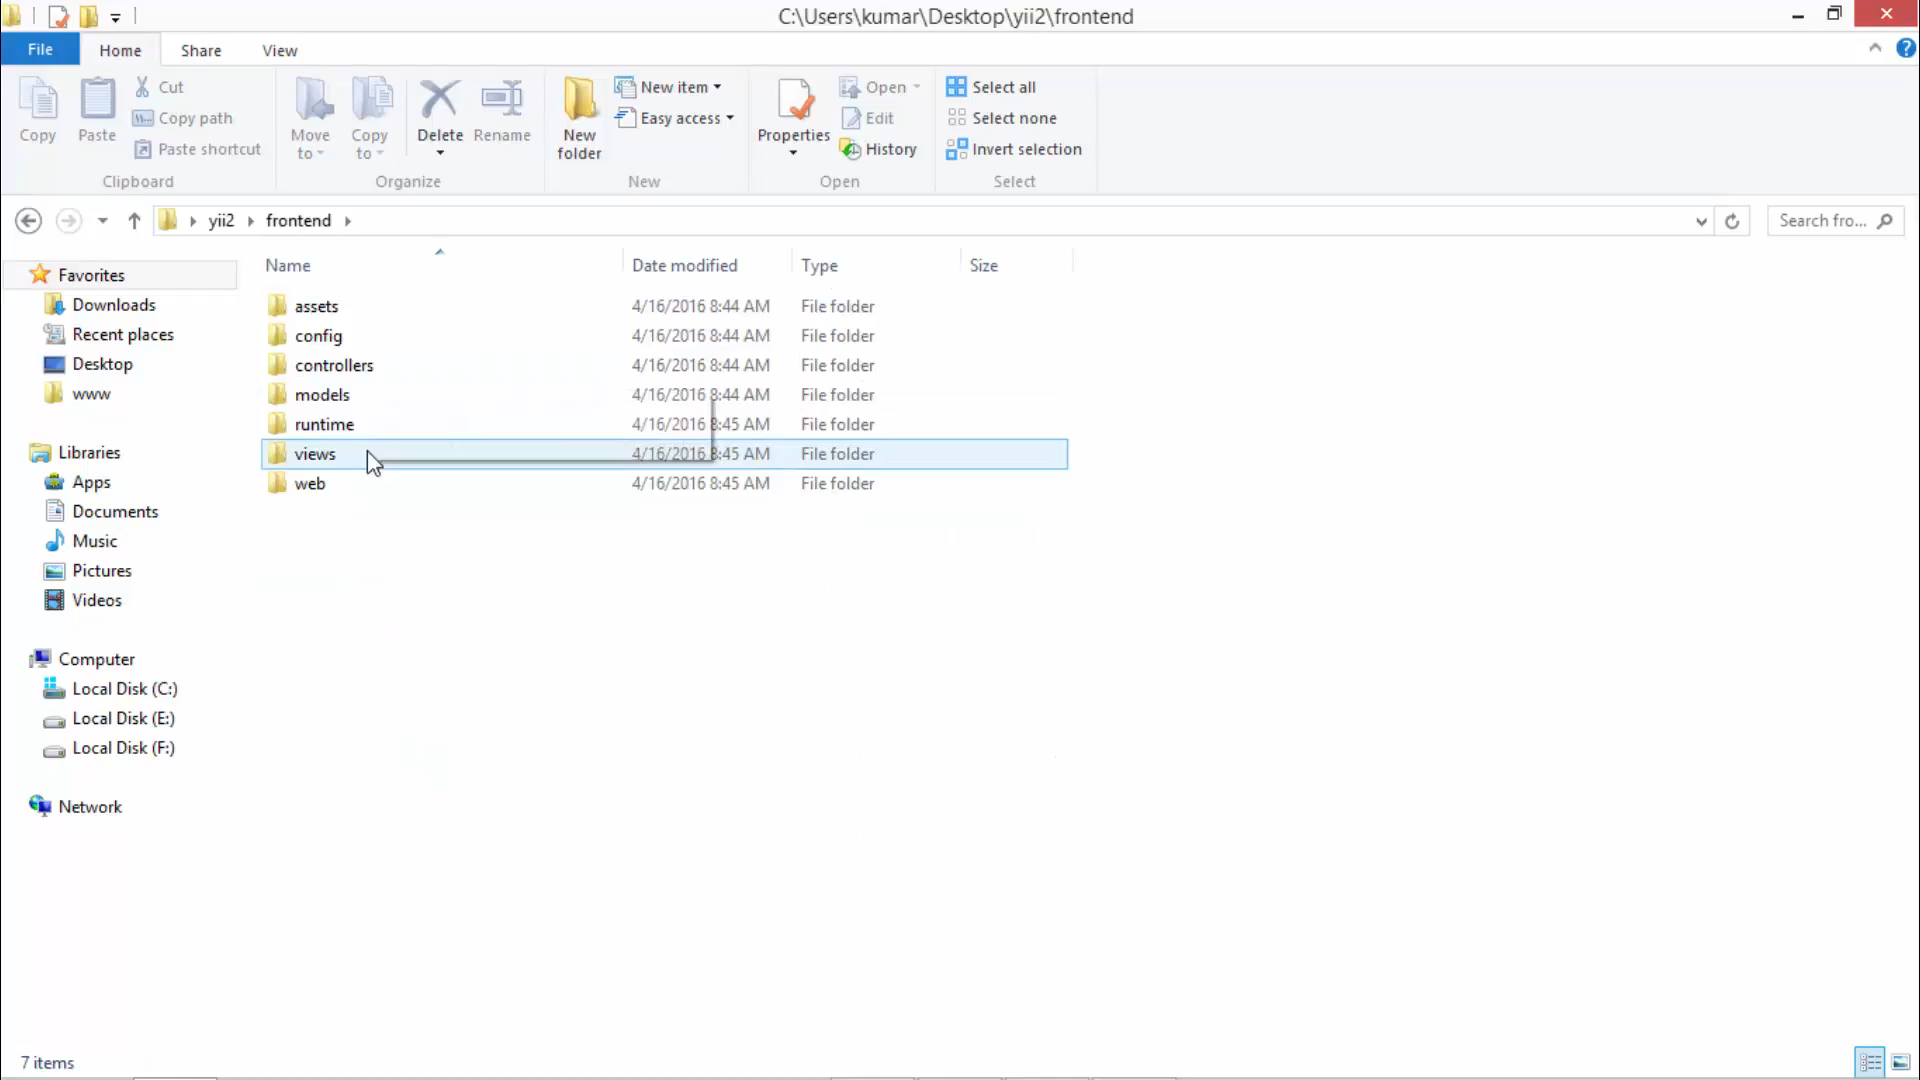 C:\Users\kumar\Desktop\yii2\frontend
File Home Share View
Copy
Paste
Cut
Copy path
Paste shortcut
Clipboard
Move to
Copy to
Delete
Rename
Organize
New folder
New item
Easy access
New
Properties
Open
Edit
History
Open
Select all
Select none
Invert selection
Select
yii2 frontend
Search fro...
Name Date modified Type Size
assets 4/16/2016 8:44 AM File folder
config 4/16/2016 8:44 AM File folder
controllers 4/16/2016 8:44 AM File folder
models 4/16/2016 8:44 AM File folder
runtime 4/16/2016 8:45 AM File folder
views 4/16/2016 8:45 AM File folder
web 4/16/2016 8:45 AM File folder
Favorites
Downloads
Recent places
Desktop
www
Libraries
Apps
Documents
Music
Pictures
Videos
Computer
Local Disk (C:)
Local Disk (E:)
Local Disk (F:)
Network
7 items